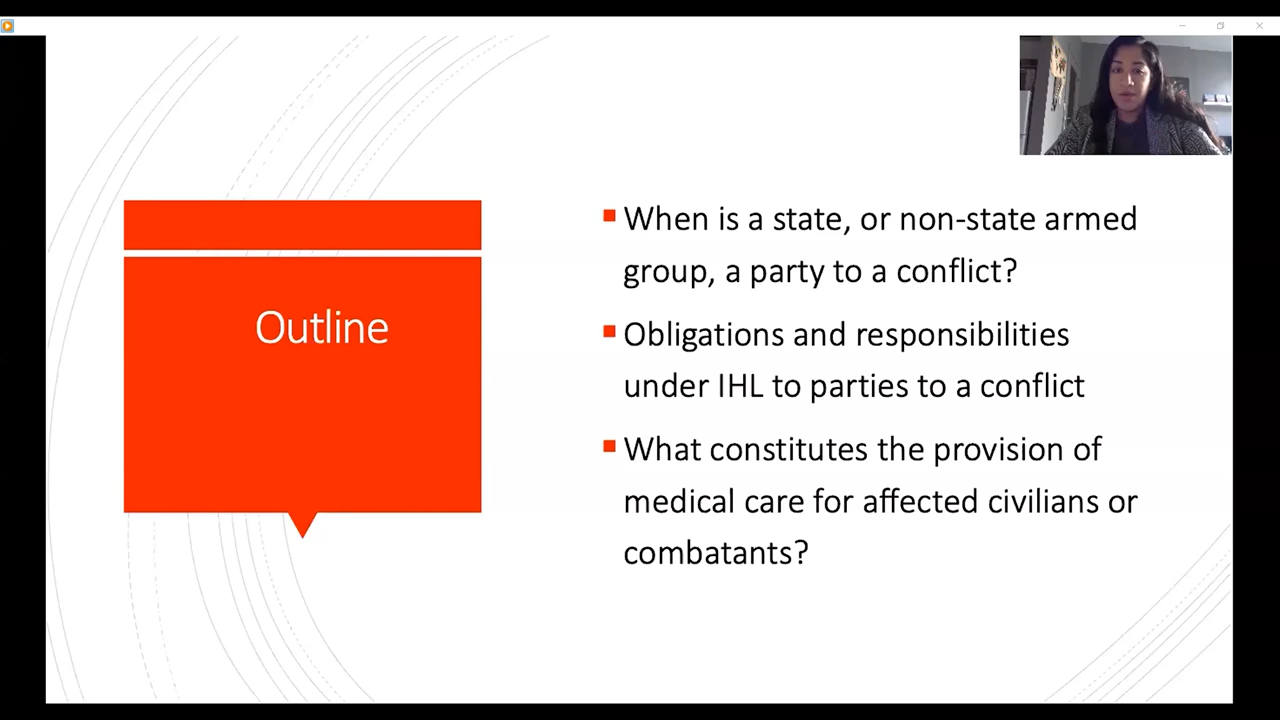 Outline
When is a state, or non-state armed
group, a party to a conflict?
Obligations and responsibilities
under IHL to parties to a conflict
What constitutes the provision of
medical care for affected civilians or
combatants?